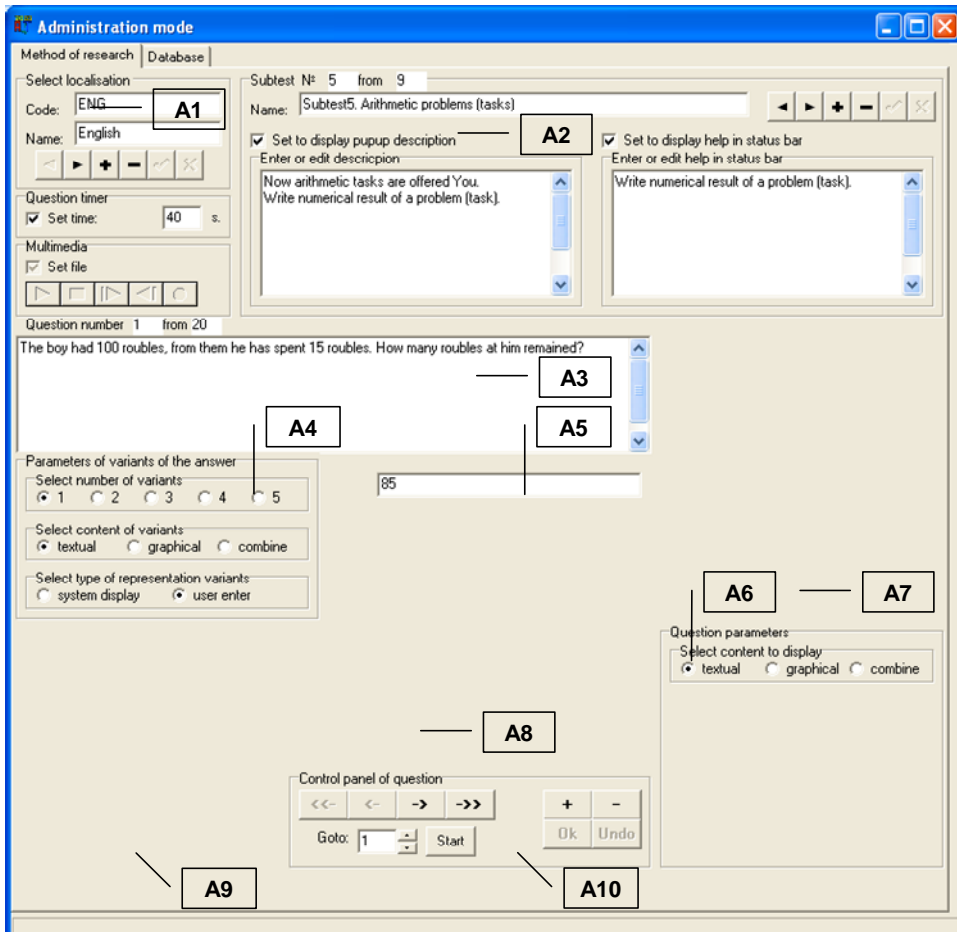 Administration mode
Method of research Database
Select localisation
Code: ENG
Name: English
A1
Subtest № 5 from 9
Name: Subtest5. Arithmetic problems (tasks)
A2
Set to display pupup description
Enter or edit descricpion
Now arithmetic tasks are offered You.
Write numerical result of a problem (task).
Set to display help in status bar
Enter or edit help in status bar
Write numerical result of a problem (task).
Question timer
Set time: 40 s.
Multimedia
Set file
Question number 1 from 20
The boy had 100 roubles, from them he has spent 15 roubles. How many roubles at him remained?
A3
A4
A5
Parameters of variants of the answer
Select number of variants
1 2 3 4 5
85
Select content of variants
textual graphical combine
Select type of representation variants
system display user enter
A6
A7
Question parameters
Select content to display
textual graphical combine
A8
Control panel of question
<<- <- -> ->> + -
Goto: 1 Start Ok Undo
A9
A10